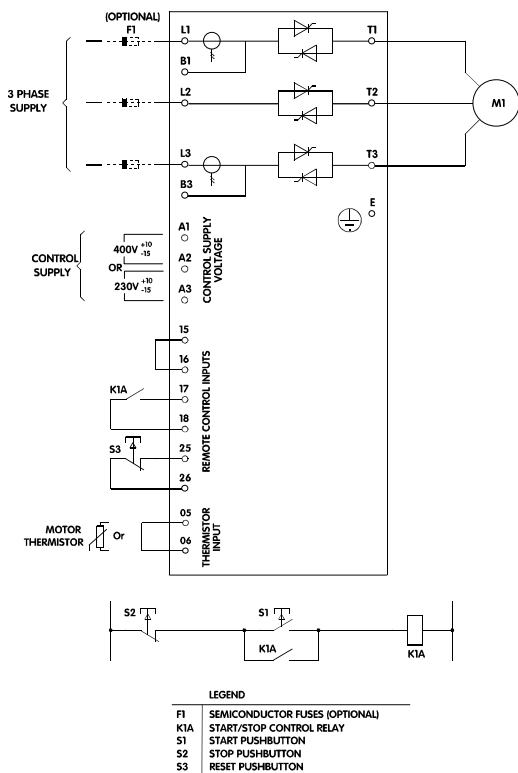 (OPTIONAL)
F1
L1
T1
B1
3 PHASE
SUPPLY
L2
T2
M1
L3
T3
B3
E
A1
CONTROL
SUPPLY
400V +10 -15
OR
230V +10 -15
A2
A3
CONTROL SUPPLY
VOLTAGE
15
16
K1A
17
18
S3
25
26
REMOTE CONTROL INPUTS
MOTOR
THERMISTOR
Or
05
06
THERMISTOR
INPUT
S2
S1
K1A
K1A
LEGEND
F1 SEMICONDUCTOR FUSES (OPTIONAL)
K1A START/STOP CONTROL RELAY
S1 START PUSHBUTTON
S2 STOP PUSHBUTTON
S3 RESET PUSHBUTTON